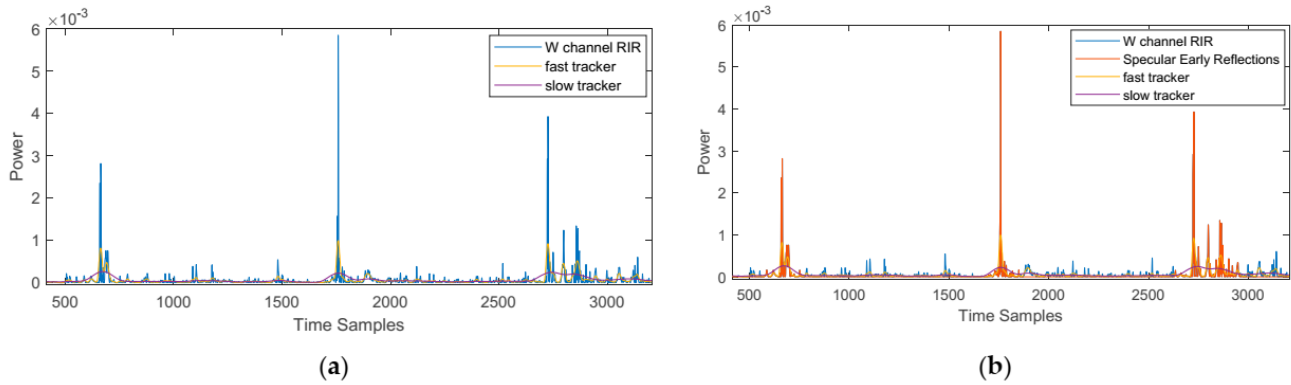 ×10⁻³
6
5
4
3
2
1
0
Power
500 1000 1500 2000 2500 3000
Time Samples
W channel RIR
fast tracker
slow tracker
(a)
×10⁻³
6
5
4
3
2
1
0
Power
500 1000 1500 2000 2500 3000
Time Samples
W channel RIR
Specular Early Reflections
fast tracker
slow tracker
(b)